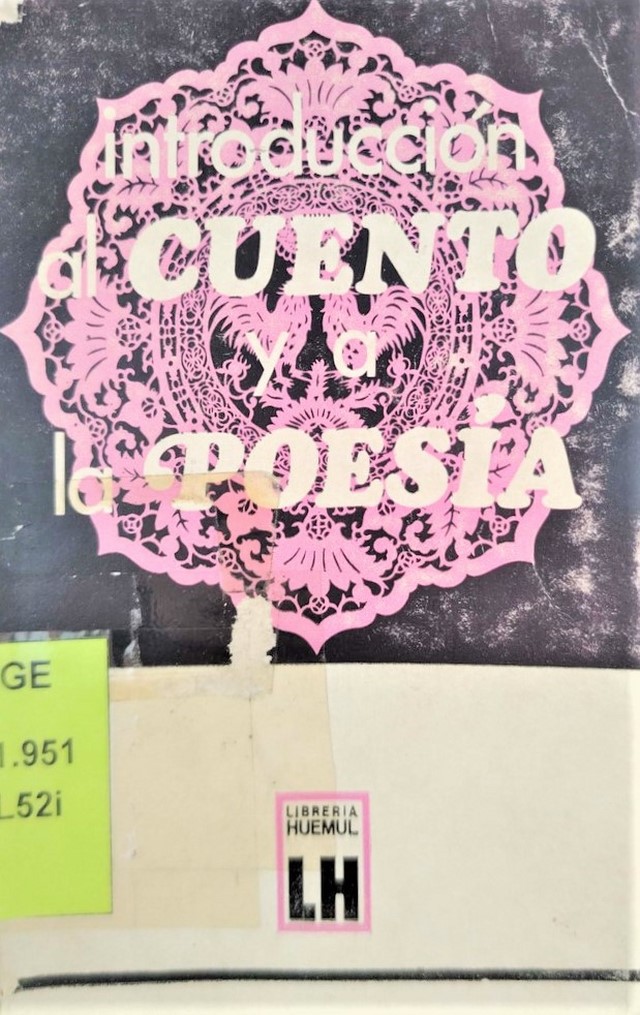 introducción
al CUENTO
y a
la POESÍA
GE
1.951
L52i
LIBRERIA
HUEMUL
LH